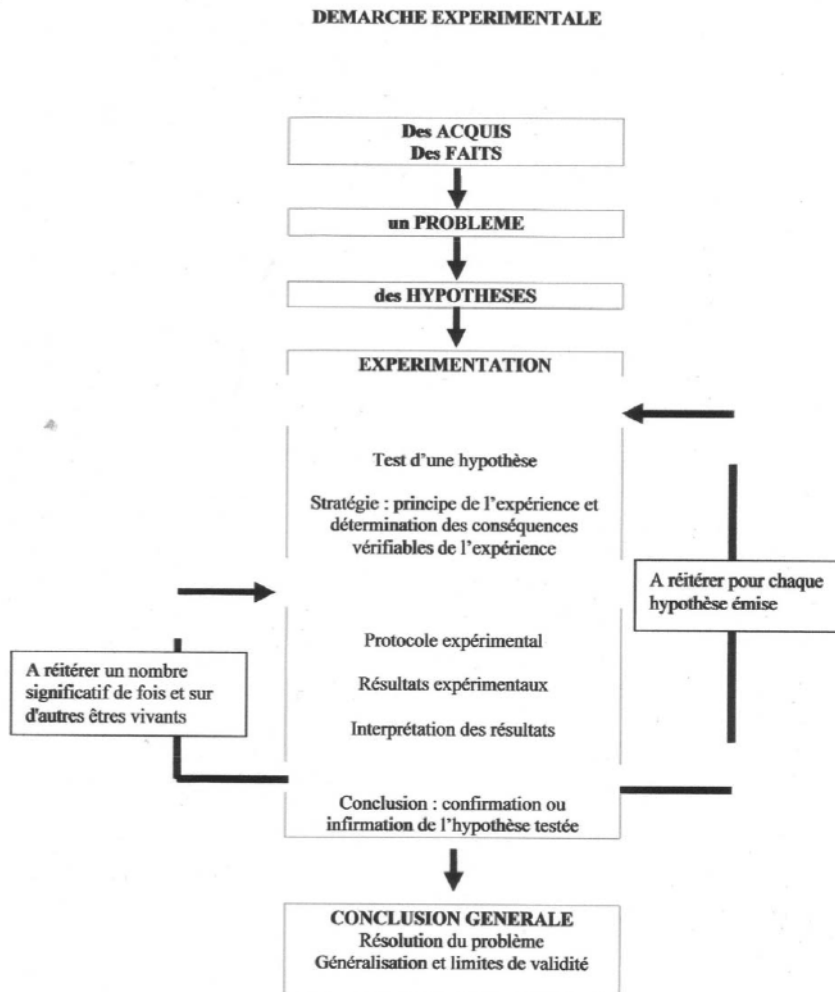 DEMARCHE EXPERIMENTALE
Des ACQUIS
Des FAITS
un PROBLEME
des HYPOTHESES
EXPERIMENTATION
Test d'une hypothèse
Stratégie : principe de l'expérience et
détermination des conséquences
vérifiables de l'expérience
A réitérer pour chaque
hypothèse émise
Protocole expérimental
A réitérer un nombre
significatif de fois et sur
d'autres êtres vivants
Résultats expérimentaux
Interprétation des résultats
Conclusion : confirmation ou
infirmation de l'hypothèse testée
CONCLUSION GENERALE
Résolution du problème
Généralisation et limites de validité